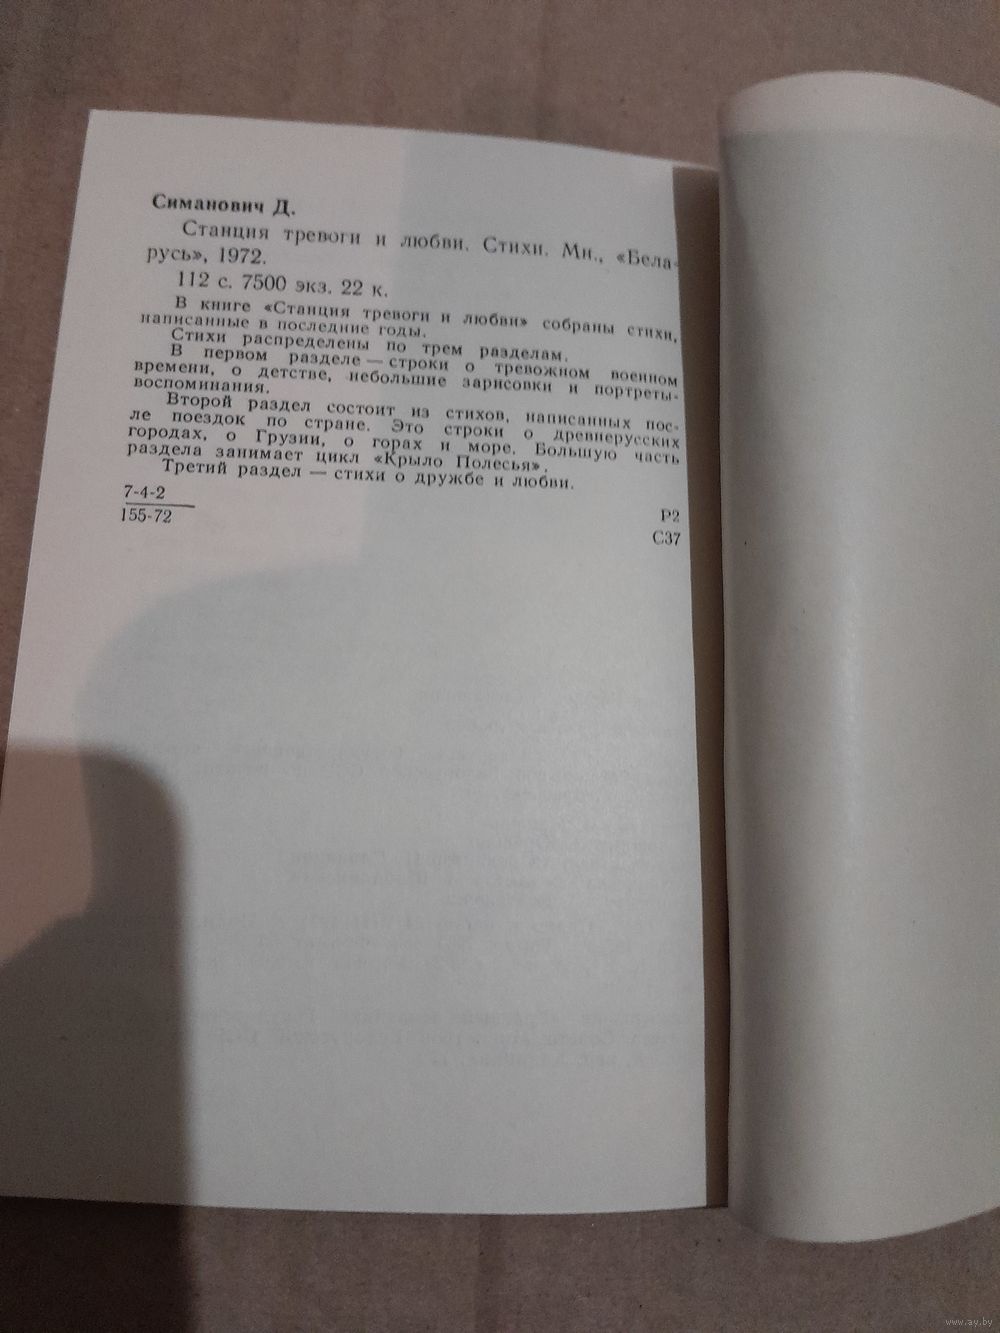 Симанович Д.
Станция тревоги и любви. Стихи. Мн., «Бела-
русь», 1972.
112 с. 7500 экз. 22 к.
В книге «Станция тревоги и любви» собраны стихи,
написанные в последние годы.
Стихи распределены по трем разделам.
В первом разделе — строки о тревожном военном
времени, о детстве, небольшие зарисовки и портреты-
воспоминания.
Второй раздел состоит из стихов, написанных пос-
ле поездок по стране. Это строки о древнерусских
городах, о Грузии, о горах и море. Большую часть
раздела занимает цикл «Крыло Полесья».
Третий раздел — стихи о дружбе и любви.
7-4-2
155-72
Р2
С37
www.ay.by